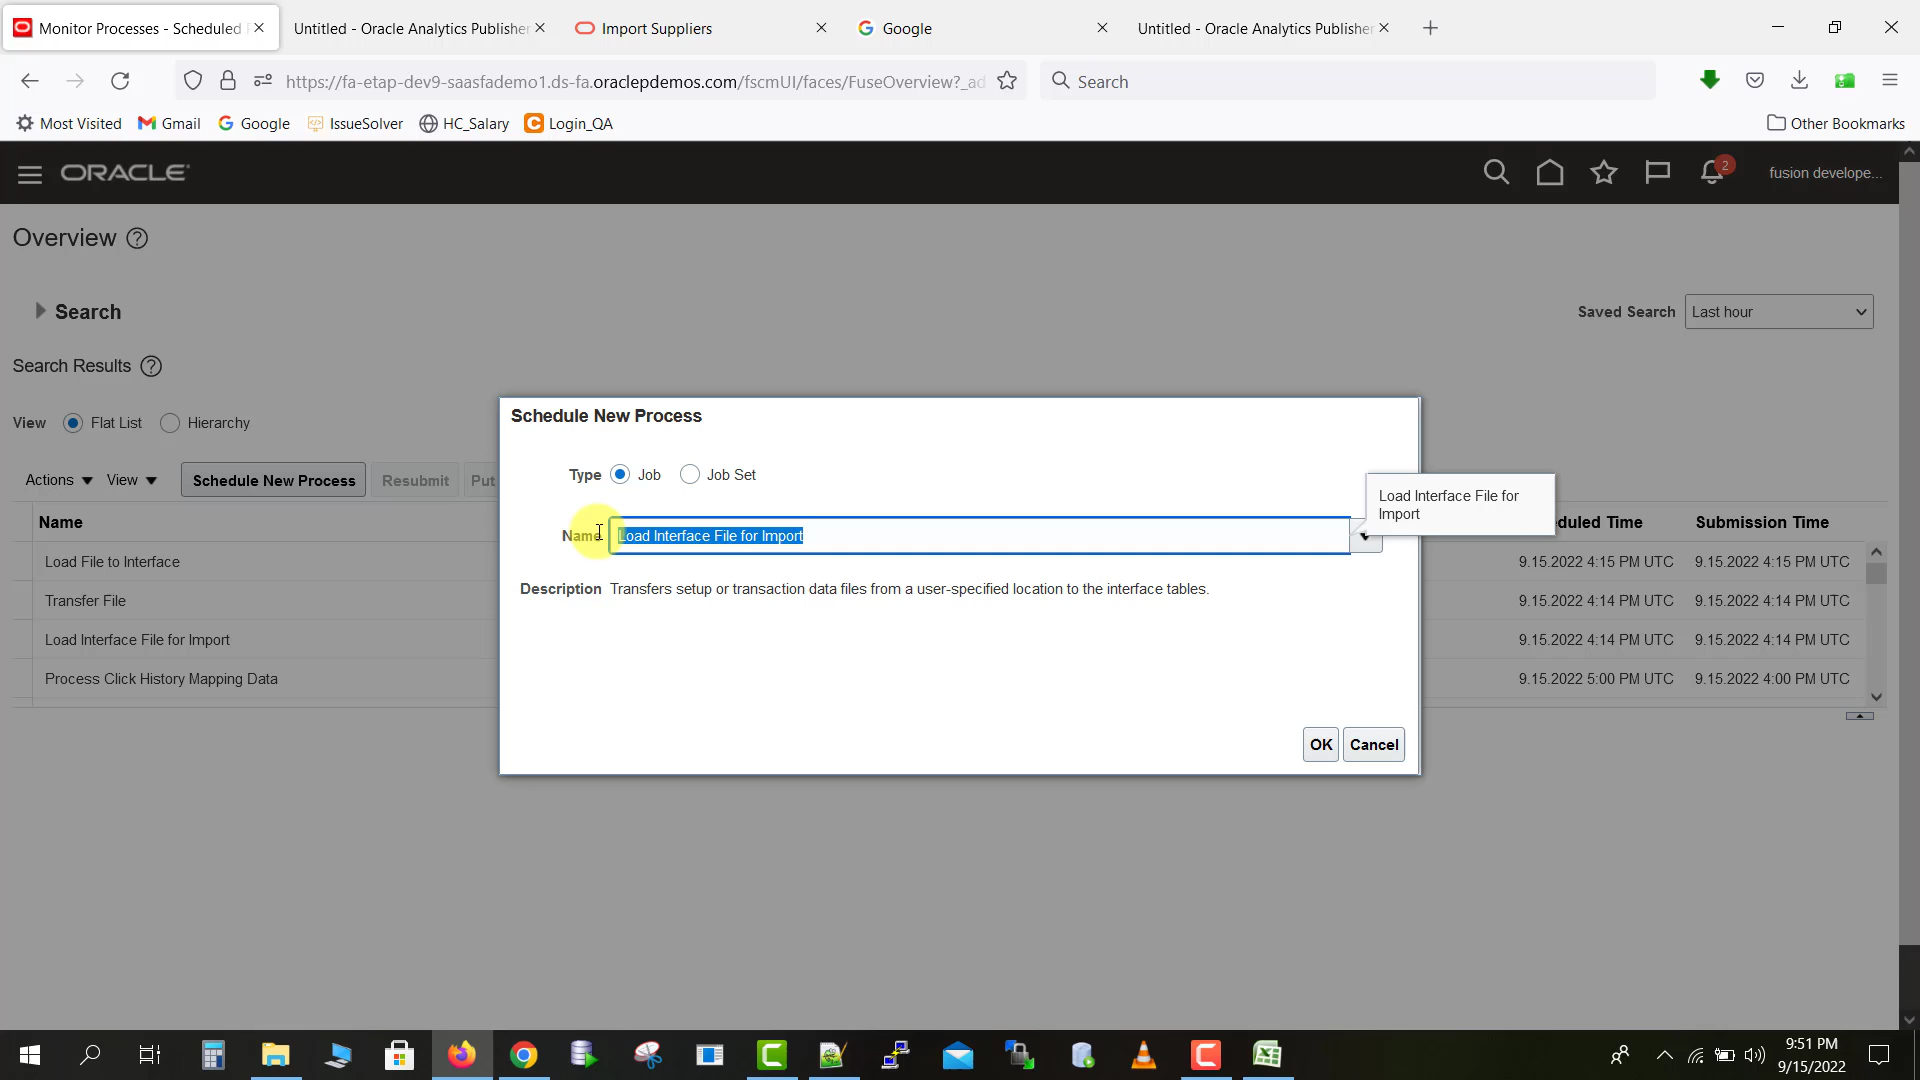 Monitor Processes - Scheduled
Untitled - Oracle Analytics Publisher
Import Suppliers
Google
Untitled - Oracle Analytics Publisher
https://fa-etap-dev9-saasfademo1.ds-fa.oraclepdemos.com/fscmUI/faces/FuseOverview?_ad
Search
Most Visited
Gmail
Google
IssueSolver
HC_Salary
Login_QA
Other Bookmarks
ORACLE
2
fusion develope...
Overview
Search
Saved Search
Last hour
Search Results
View
Flat List
Hierarchy
Actions
View
Schedule New Process
Resubmit
Put
Name
duled Time
Submission Time
Load File to Interface
9.15.2022 4:15 PM UTC
9.15.2022 4:15 PM UTC
Transfer File
9.15.2022 4:14 PM UTC
9.15.2022 4:14 PM UTC
Load Interface File for Import
9.15.2022 4:14 PM UTC
9.15.2022 4:14 PM UTC
Process Click History Mapping Data
9.15.2022 5:00 PM UTC
9.15.2022 4:00 PM UTC
Schedule New Process
Type
Job
Job Set
Name
Load Interface File for Import
Load Interface File for
Import
Description
Transfers setup or transaction data files from a user-specified location to the interface tables.
OK
Cancel
9:51 PM
9/15/2022